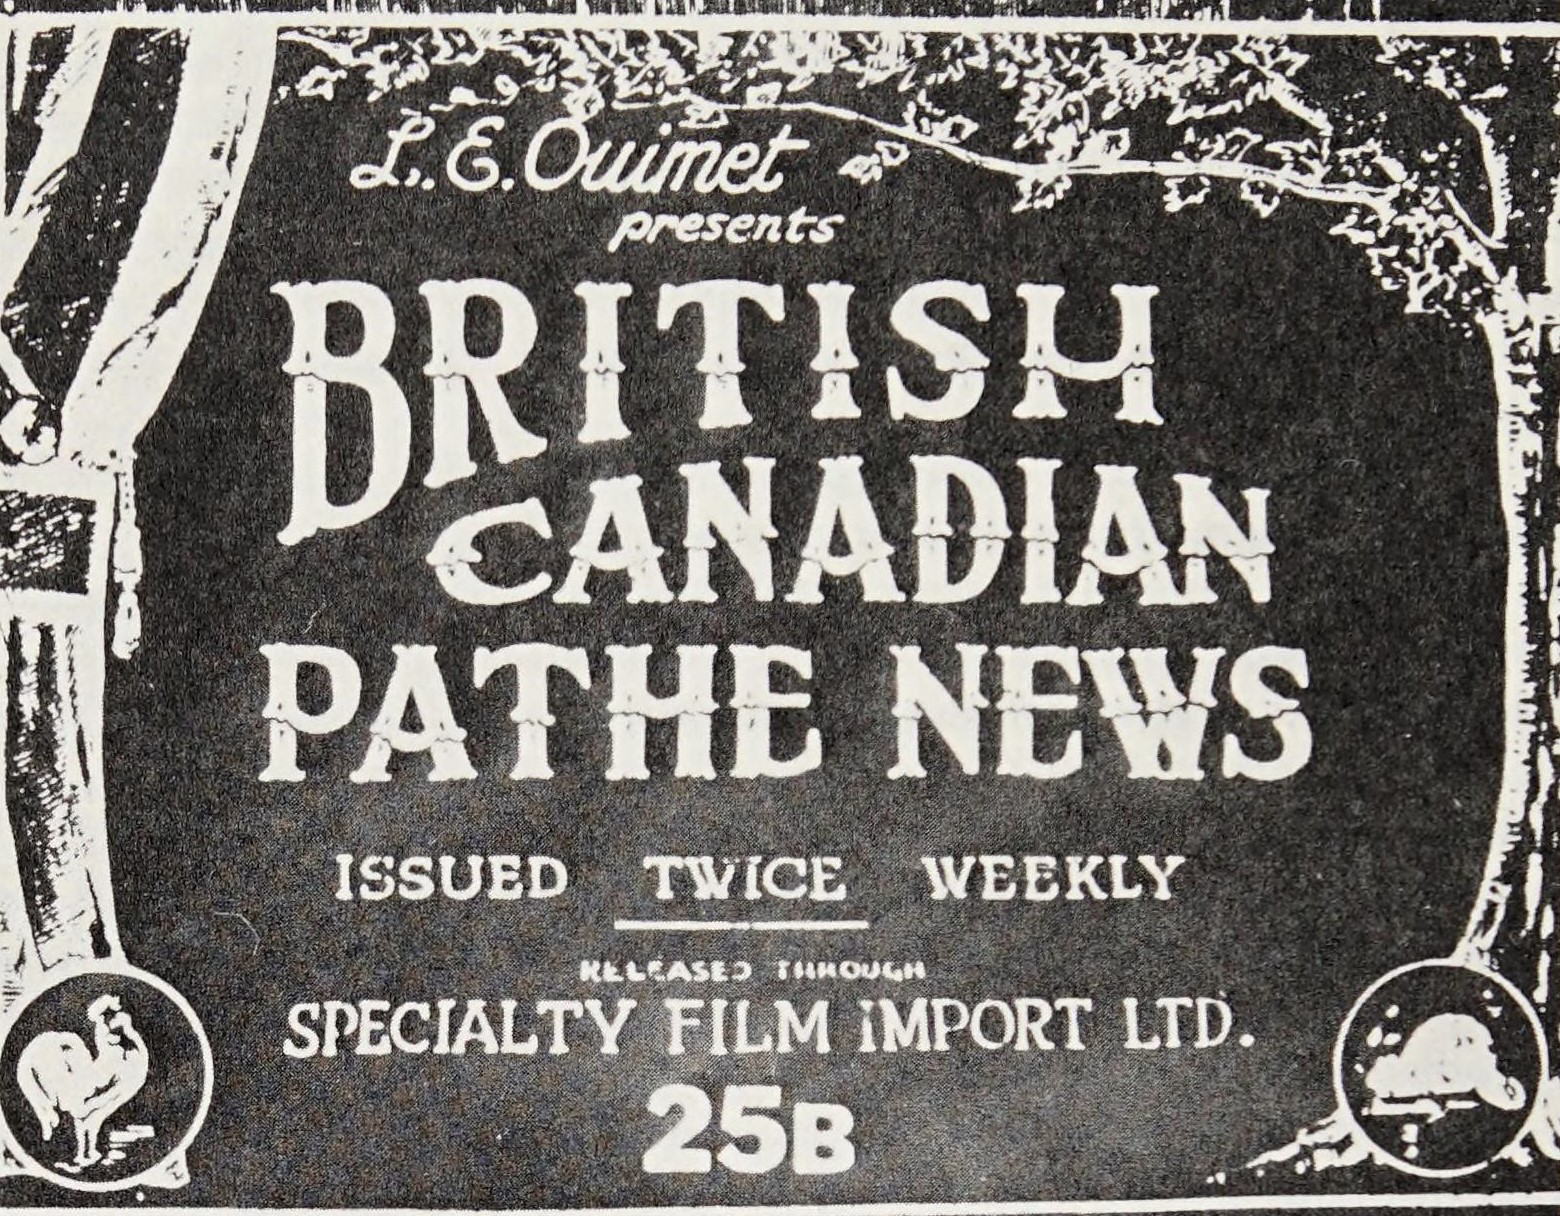 L. E. Ouimet
presents
BRITISH
CANADIAN
PATHE NEWS
ISSUED TWICE WEEKLY
RELEASED THROUGH
SPECIALTY FILM iMPORT LTD.
25B